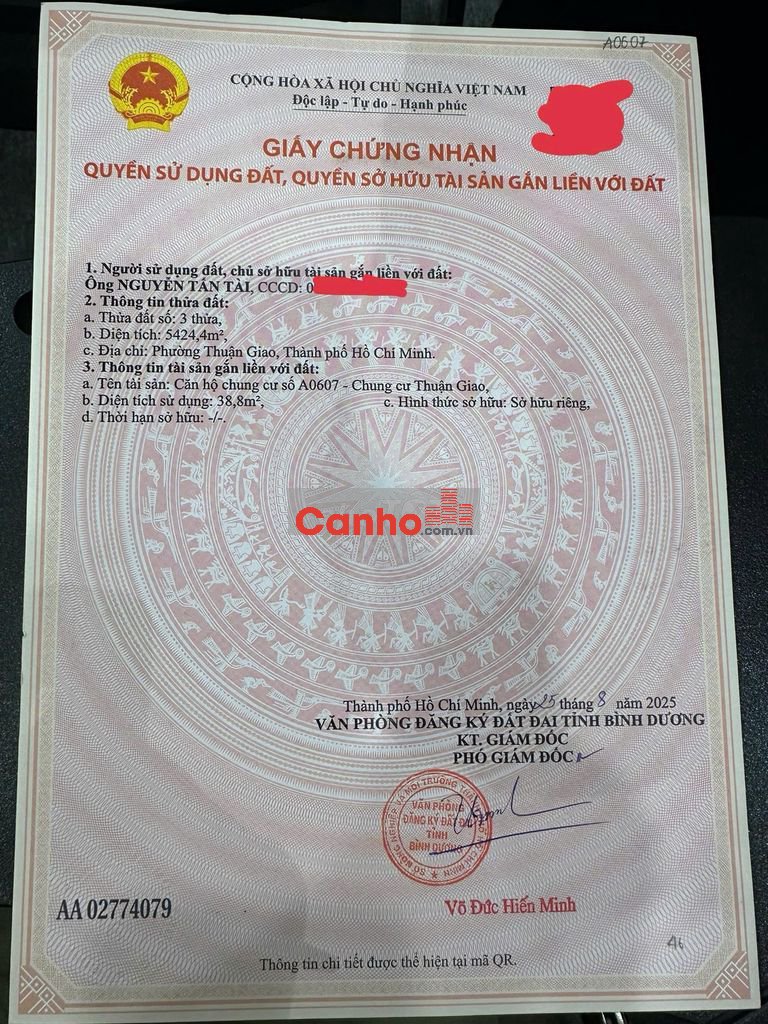 A0607
CỘNG HÒA XÃ HỘI CHỦ NGHĨA VIỆT NAM
Độc lập - Tự do - Hạnh phúc
GIẤY CHỨNG NHẬN
QUYỀN SỬ DỤNG ĐẤT, QUYỀN SỞ HỮU TÀI SẢN GẮN LIỀN VỚI ĐẤT
1. Người sử dụng đất, chủ sở hữu tài sản gắn liền với đất:
Ông NGUYỄN TẤN TÀI, CCCD: 0
2. Thông tin thửa đất:
a. Thửa đất số: 3 thửa,
b. Diện tích: 5424,4m²,
c. Địa chỉ: Phường Thuận Giao, Thành phố Hồ Chí Minh.
3. Thông tin tài sản gắn liền với đất:
a. Tên tài sản: Căn hộ chung cư số A0607 - Chung cư Thuận Giao,
b. Diện tích sử dụng: 38,8m², c. Hình thức sở hữu: Sở hữu riêng,
d. Thời hạn sở hữu: -/-.
Canho
.com.vn
Thành phố Hồ Chí Minh, ngày 25 tháng 8 năm 2025
VĂN PHÒNG ĐĂNG KÝ ĐẤT ĐAI TỈNH BÌNH DƯƠNG
KT. GIÁM ĐỐC
PHÓ GIÁM ĐỐC
VĂN PHÒNG
ĐĂNG KÝ ĐẤT ĐAI
TỈNH
BÌNH DƯƠNG
AA 02774079
Võ Đức Hiến Minh
Thông tin chi tiết được thể hiện tại mã QR.